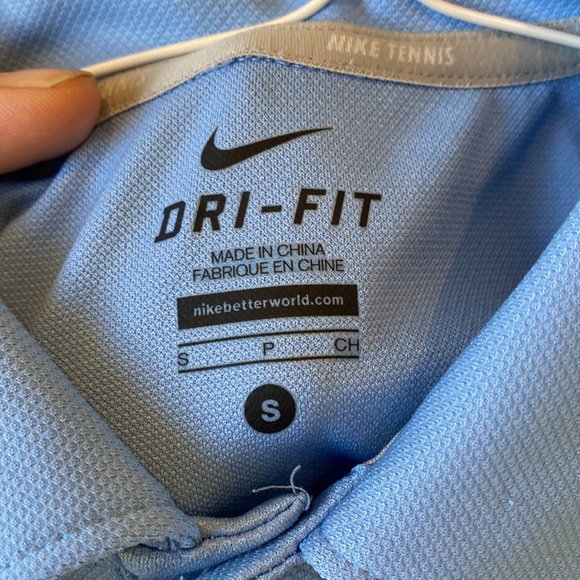 NIKE TENNIS
DRI-FIT
MADE IN CHINA
FABRIQUE EN CHINE
nikebetterworld.com
S P CH
S